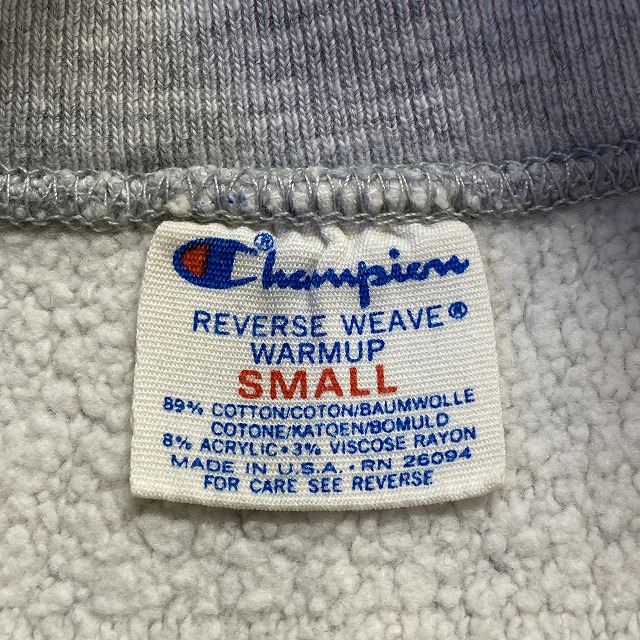 Champion®
REVERSE WEAVE®
WARMUP
SMALL
89% COTTON/COTON/BAUMWOLLE
COTONE/KATOEN/BOMULD
8% ACRYLIC • 3% VISCOSE RAYON
MADE IN U.S.A. • RN 26094
FOR CARE SEE REVERSE